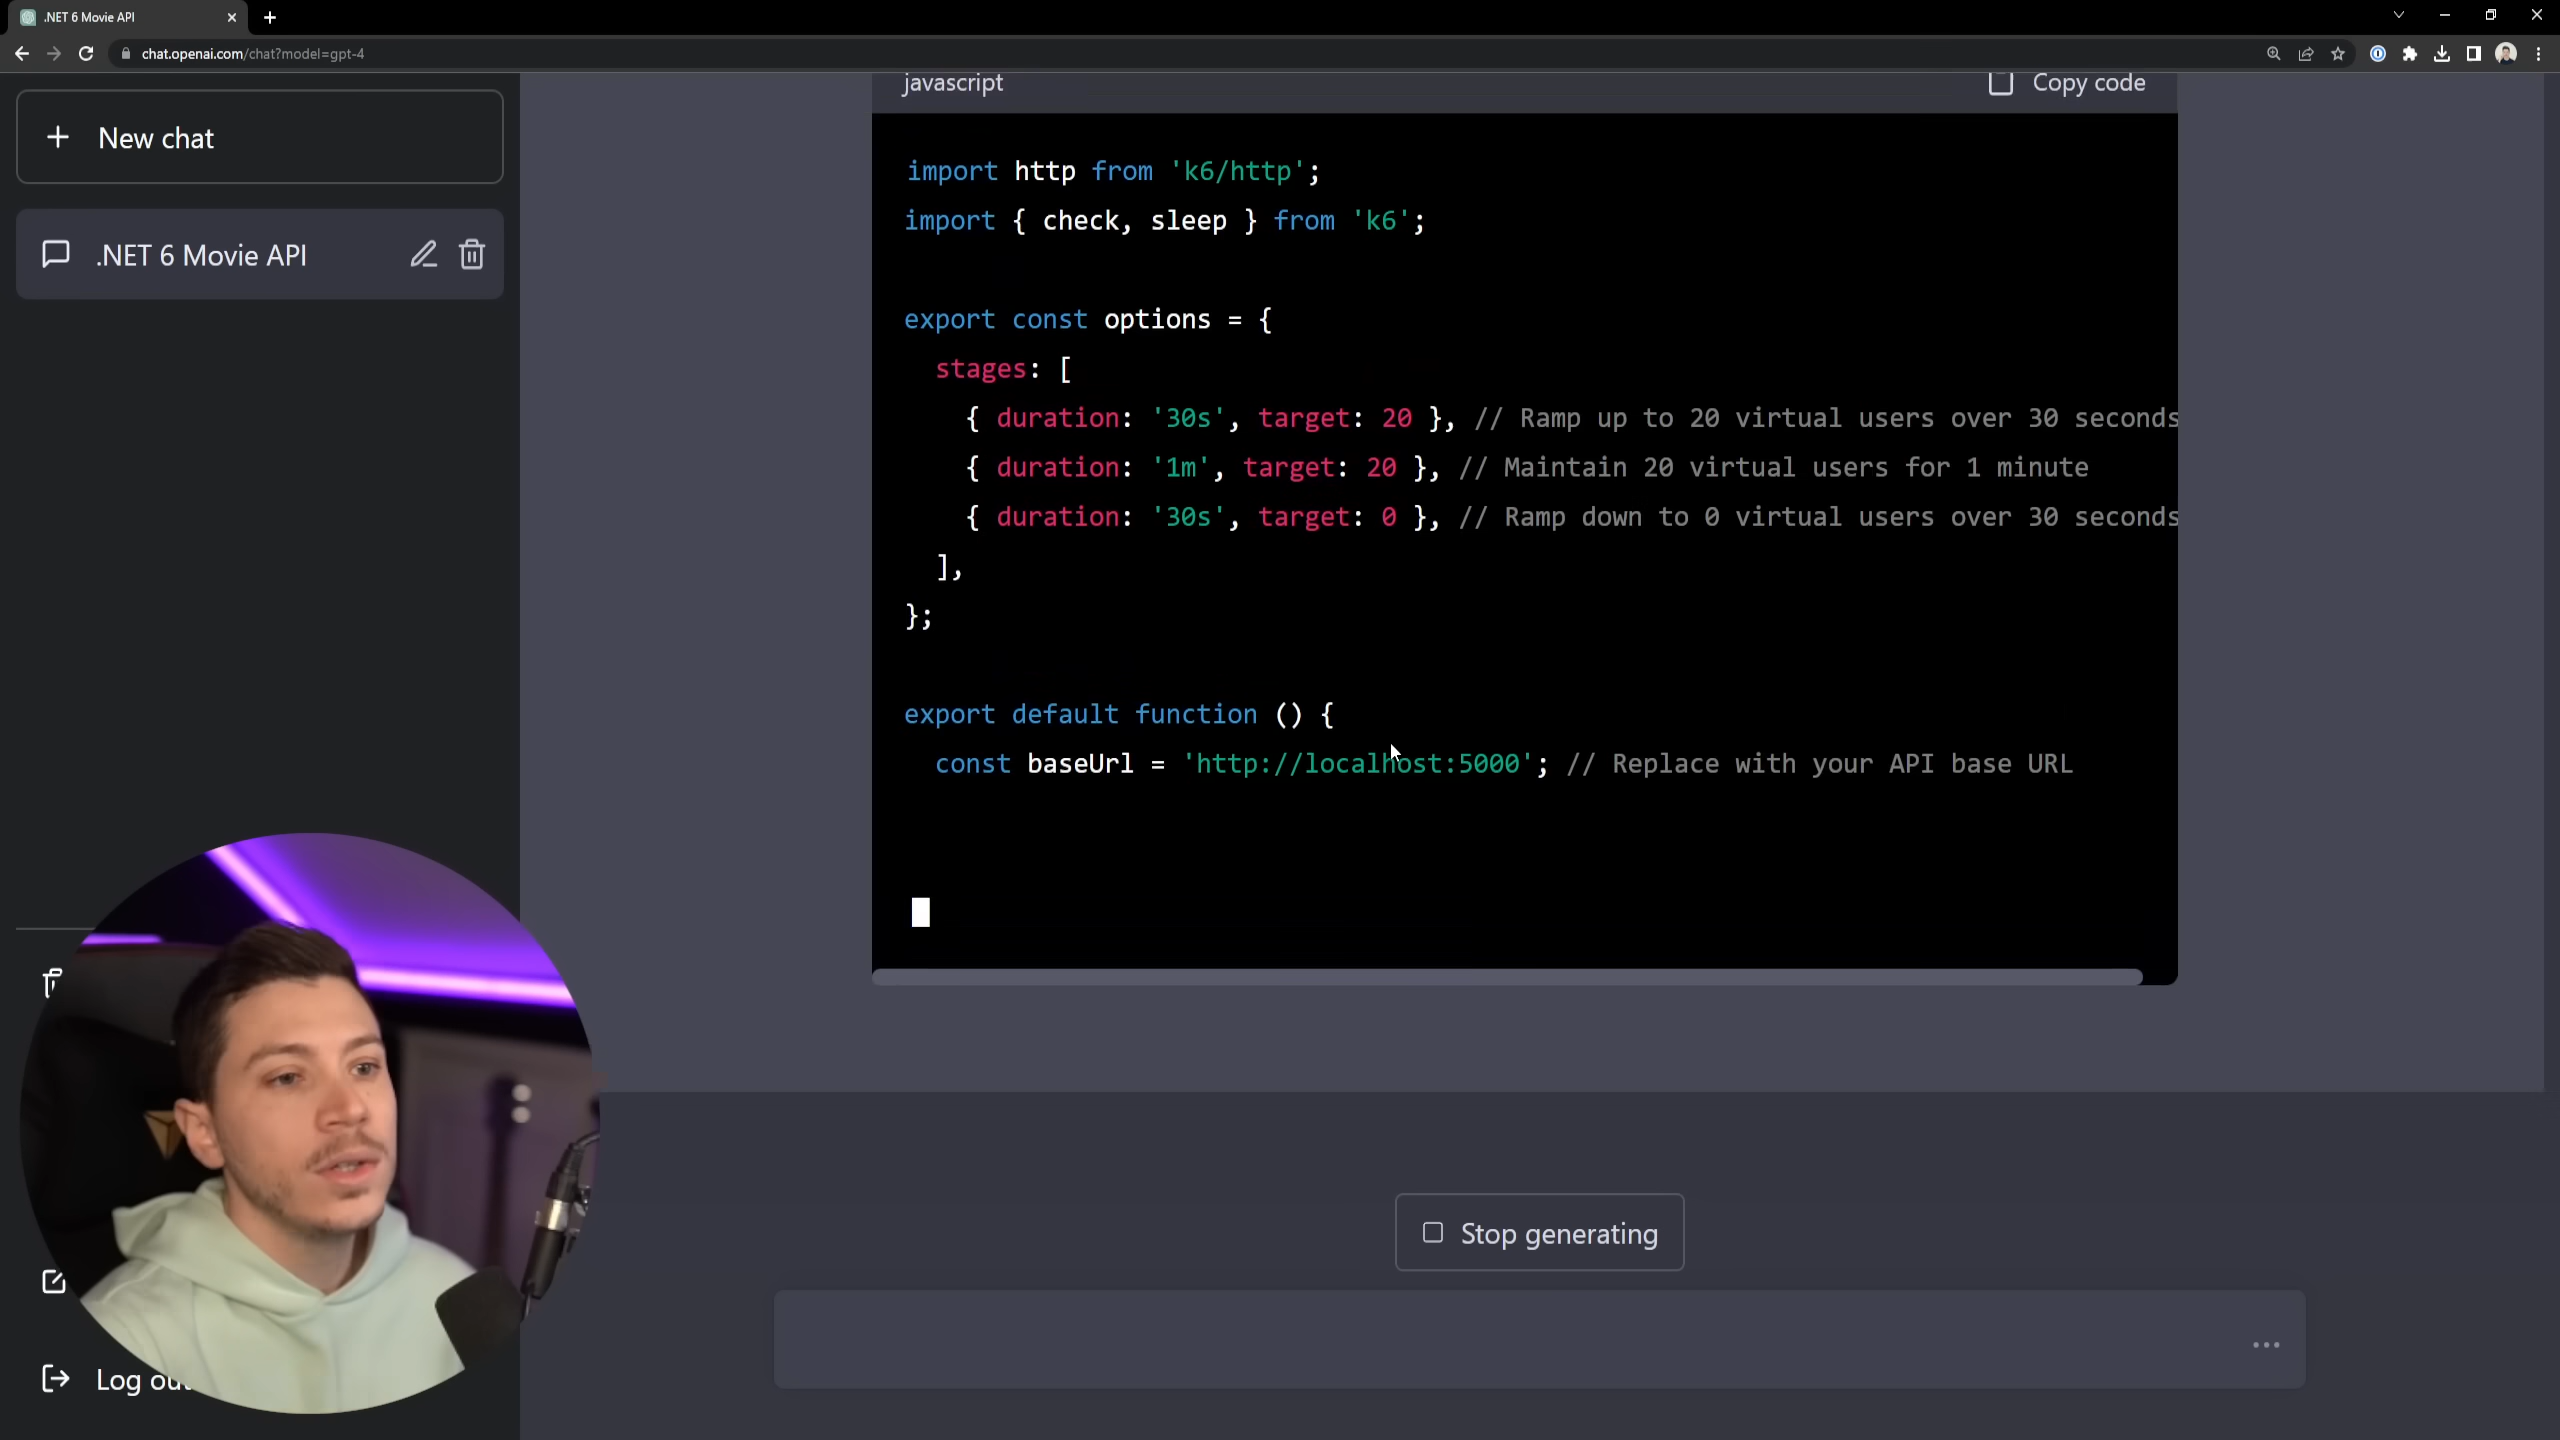 .NET 6 Movie API
chat.openai.com/chat?model=gpt-4
New chat
.NET 6 Movie API
Log out
javascript
Copy code
import http from 'k6/http';
import { check, sleep } from 'k6';
export const options = {
stages: [
{ duration: '30s', target: 20 }, // Ramp up to 20 virtual users over 30 seconds
{ duration: '1m', target: 20 }, // Maintain 20 virtual users for 1 minute
{ duration: '30s', target: 0 }, // Ramp down to 0 virtual users over 30 seconds
],
};
export default function () {
const baseUrl = 'http://localhost:5000'; // Replace with your API base URL
Stop generating